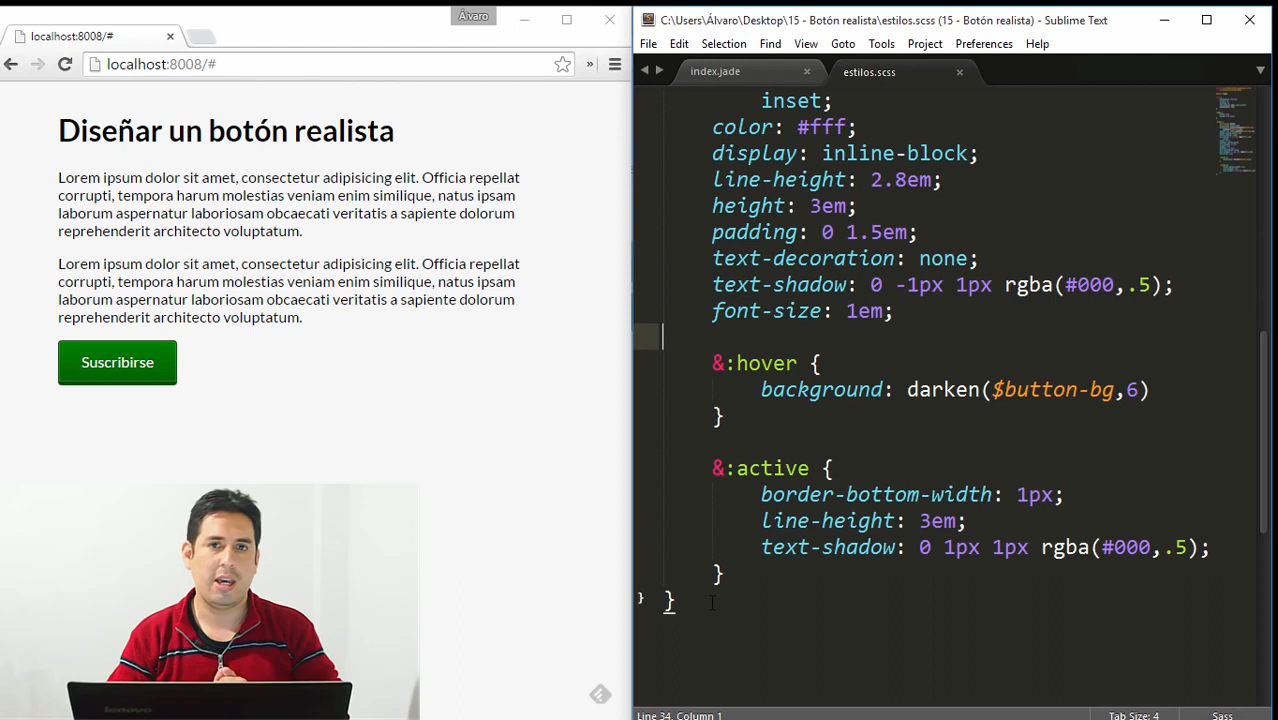 Álvaro
localhost:8008/#
localhost:8008/#
»
Diseñar un botón realista
Lorem ipsum dolor sit amet, consectetur adipisicing elit. Officia repellat
corrupti, tempora harum molestias veniam enim similique, natus ipsam
laborum aspernatur laboriosam obcaecati veritatis a sapiente dolorum
reprehenderit architecto voluptatum.
Lorem ipsum dolor sit amet, consectetur adipisicing elit. Officia repellat
corrupti, tempora harum molestias veniam enim similique, natus ipsam
laborum aspernatur laboriosam obcaecati veritatis a sapiente dolorum
reprehenderit architecto voluptatum.
Suscribirse
C:\Users\Álvaro\Desktop\15 - Botón realista\estilos.scss (15 - Botón realista) - Sublime Text
File Edit Selection Find View Goto Tools Project Preferences Help
index.jade estilos.scss
inset;
color: #fff;
display: inline-block;
line-height: 2.8em;
height: 3em;
padding: 0 1.5em;
text-decoration: none;
text-shadow: 0 -1px 1px rgba(#000,.5);
font-size: 1em;
&:hover {
background: darken($button-bg,6)
}
&:active {
border-bottom-width: 1px;
line-height: 3em;
text-shadow: 0 1px 1px rgba(#000,.5);
}
} }
Line 34, Column 1 Tab Size: 4 Sass